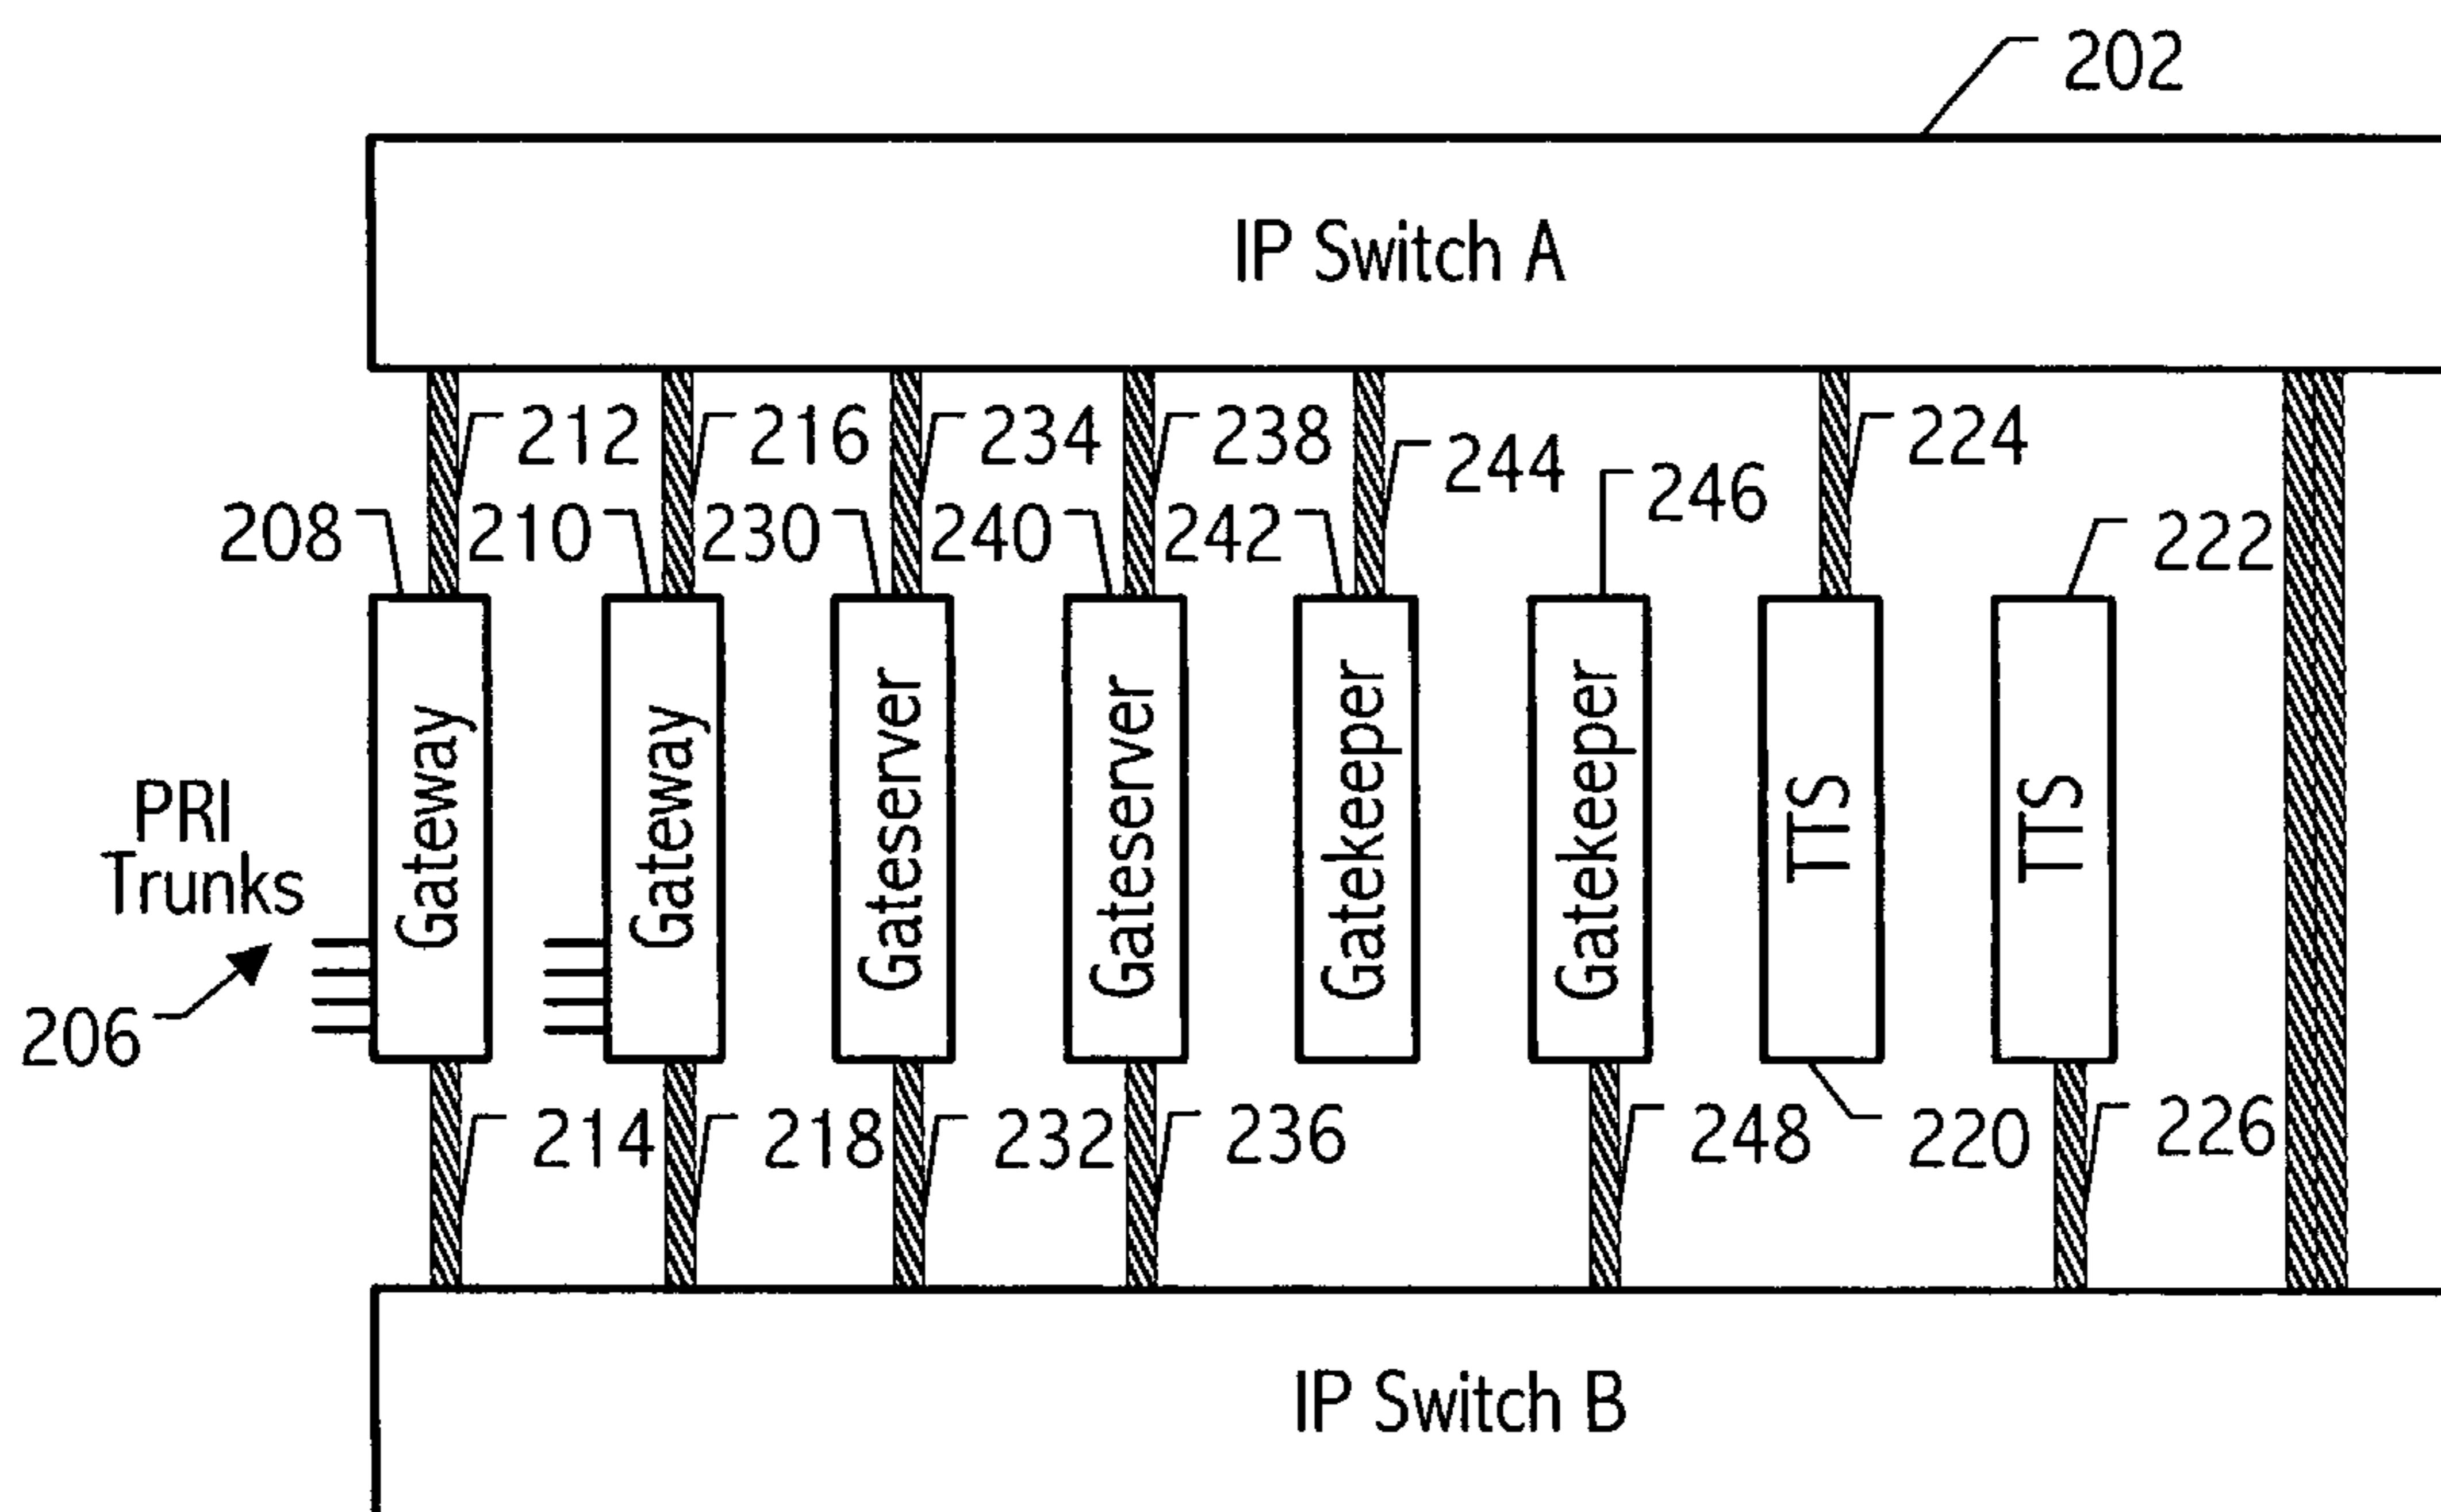 202
IP Switch A
212
216
234
238
244
224
246
208
210
230
240
242
222
Gateway
Gateway
Gateserver
Gateserver
Gatekeeper
Gatekeeper
TTS
TTS
PRI
Trunks
206
214
218
232
236
248
220
226
IP Switch B